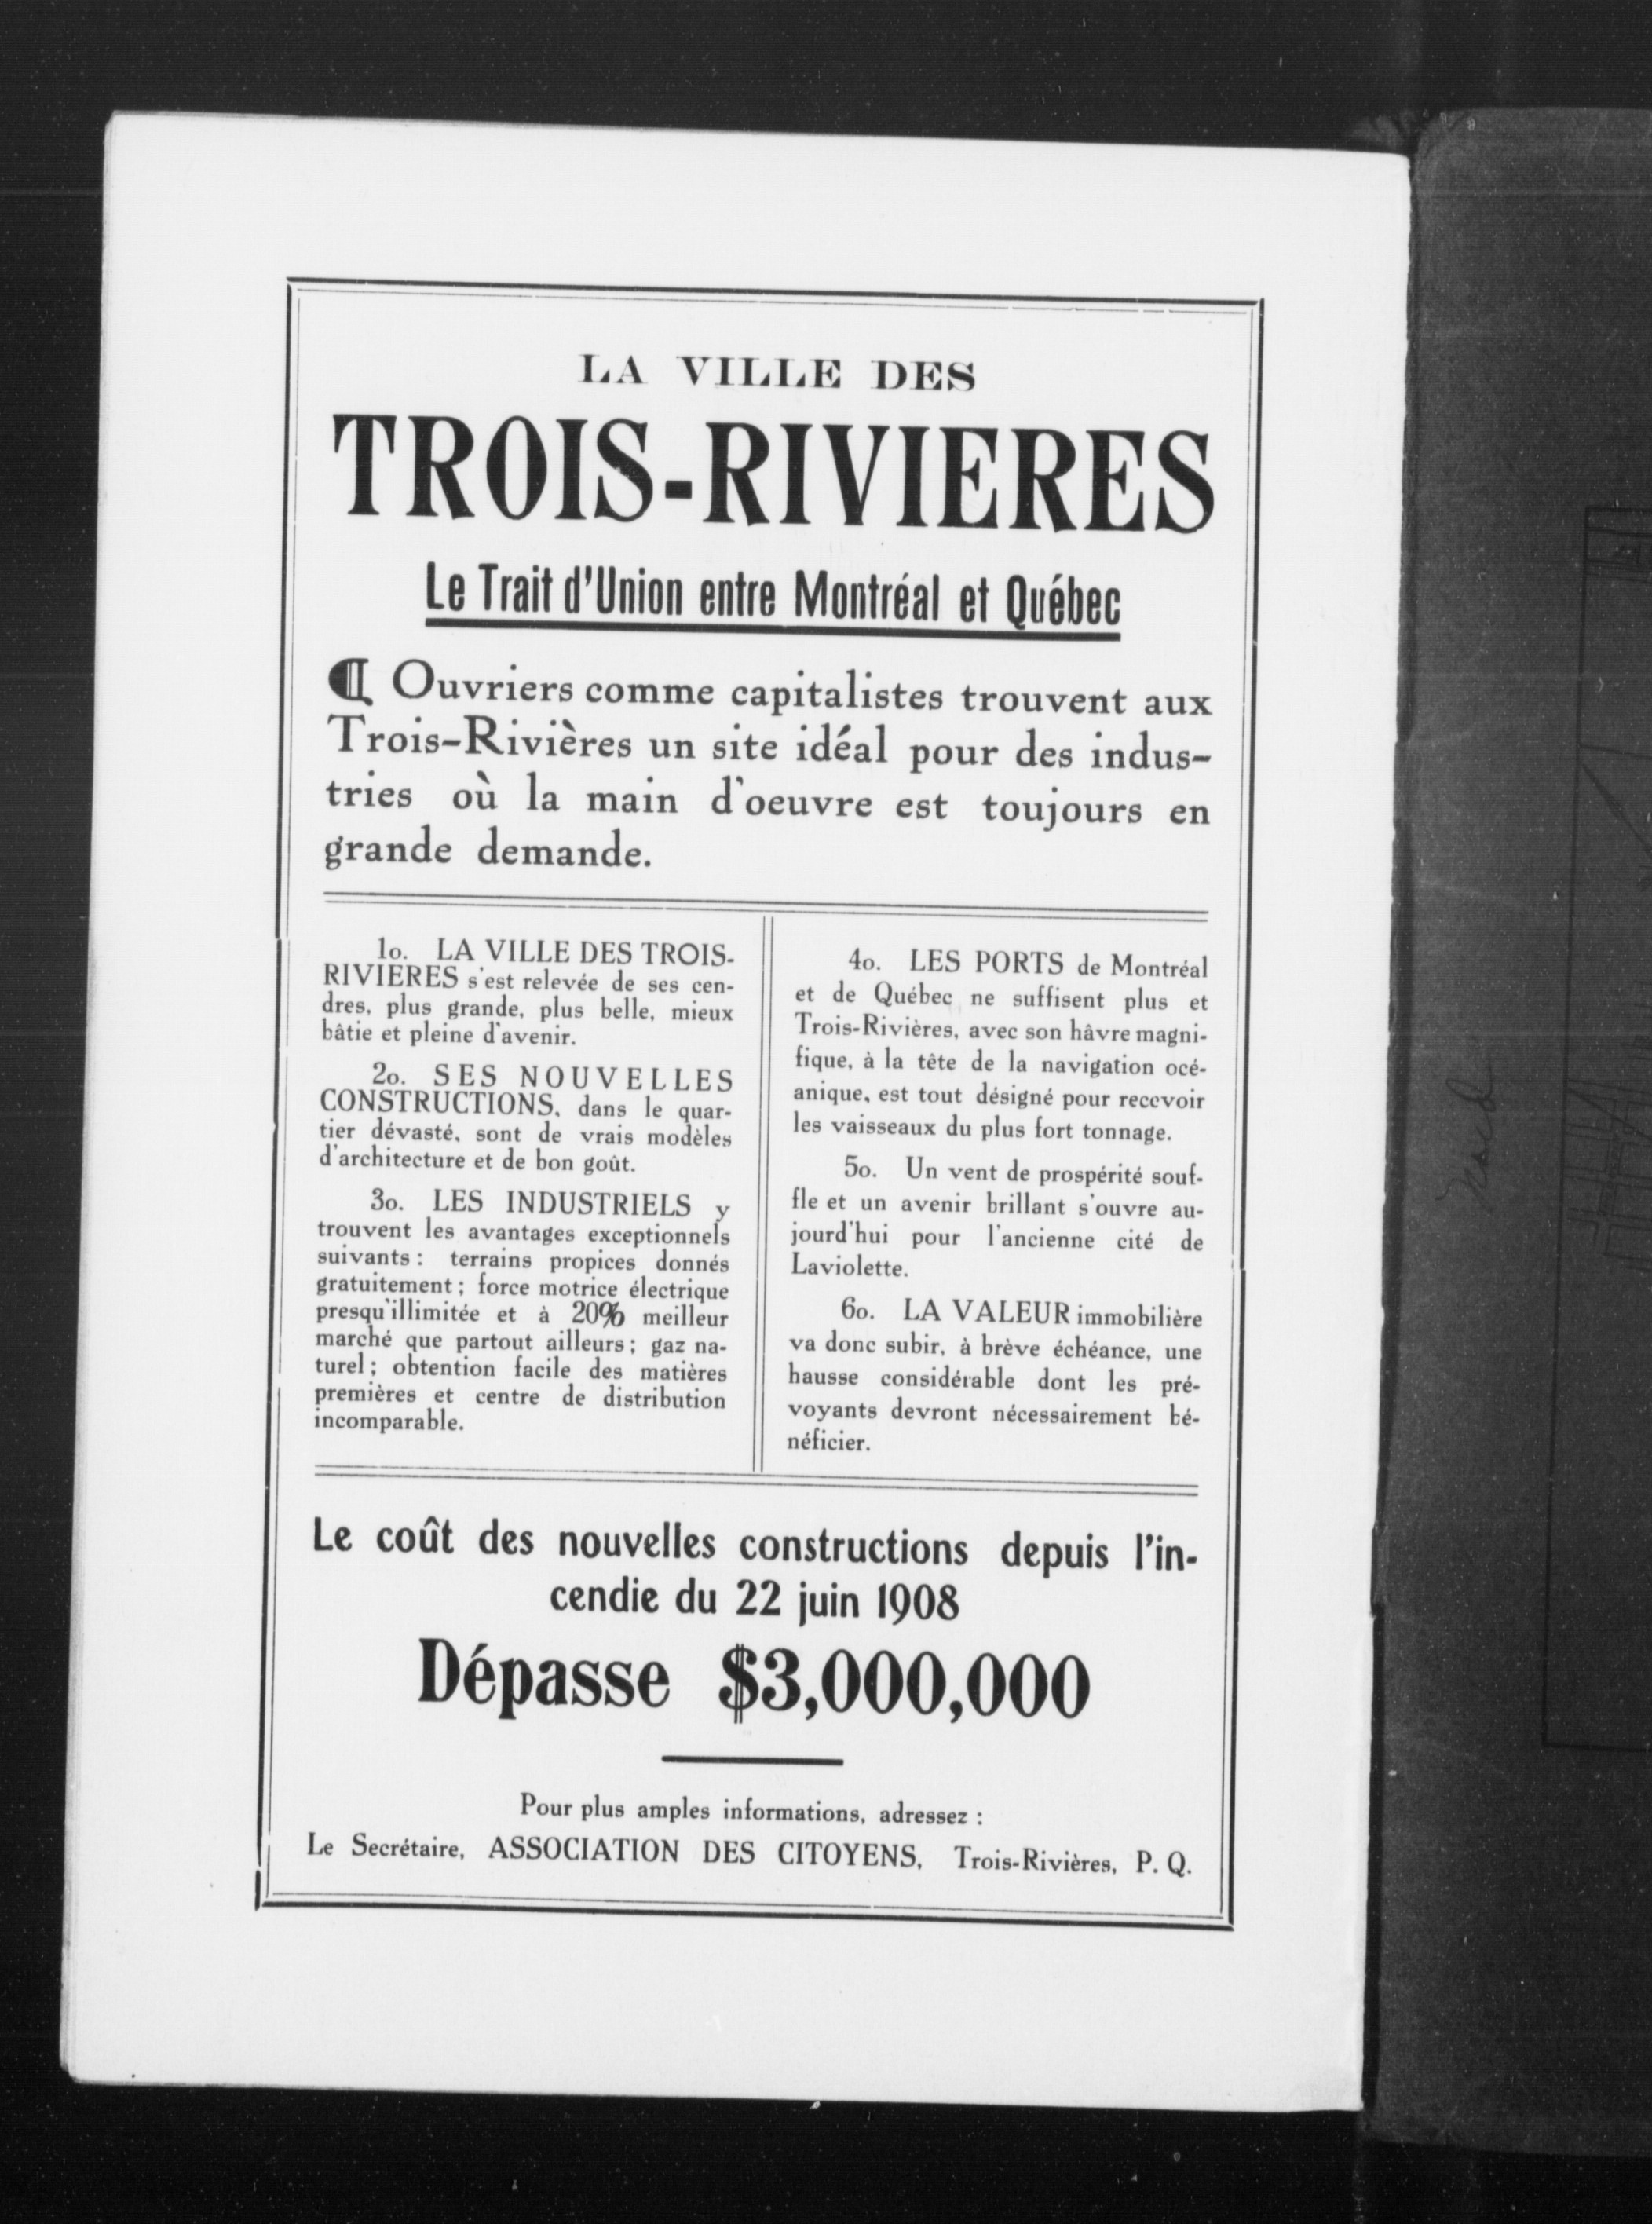 LA VILLE DES
TROIS-RIVIERES
Le Trait d'Union entre Montréal et Québec
¶ Ouvriers comme capitalistes trouvent aux
Trois-Rivières un site idéal pour des indus-
tries où la main d'oeuvre est toujours en
grande demande.
1o. LA VILLE DES TROIS-
RIVIERES s'est relevée de ses cen-
dres, plus grande, plus belle, mieux
bâtie et pleine d'avenir.
2o. SES NOUVELLES
CONSTRUCTIONS, dans le quar-
tier dévasté, sont de vrais modèles
d'architecture et de bon goût.
3o. LES INDUSTRIELS y
trouvent les avantages exceptionnels
suivants : terrains propices donnés
gratuitement ; force motrice électrique
presqu'illimitée et à 20% meilleur
marché que partout ailleurs ; gaz na-
turel ; obtention facile des matières
premières et centre de distribution
incomparable.
4o. LES PORTS de Montréal
et de Québec ne suffisent plus et
Trois-Rivières, avec son hâvre magni-
fique, à la tête de la navigation océ-
anique, est tout désigné pour recevoir
les vaisseaux du plus fort tonnage.
5o. Un vent de prospérité souf-
fle et un avenir brillant s'ouvre au-
jourd'hui pour l'ancienne cité de
Laviolette.
6o. LA VALEUR immobilière
va donc subir, à brève échéance, une
hausse considérable dont les pré-
voyants devront nécessairement bé-
néficier.
Le coût des nouvelles constructions depuis l'in-
cendie du 22 juin 1908
Dépasse $3,000,000
Pour plus amples informations, adressez :
Le Secrétaire, ASSOCIATION DES CITOYENS, Trois-Rivières, P. Q.